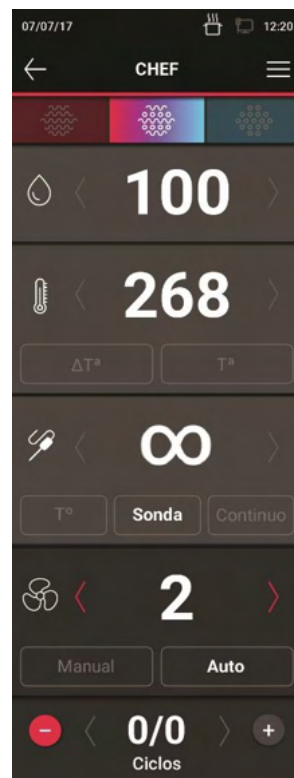 07/07/17 12:20
CHEF
100
268
ΔTª Tª
∞
Tº Sonda Continuo
2
Manual Auto
0/0
Ciclos